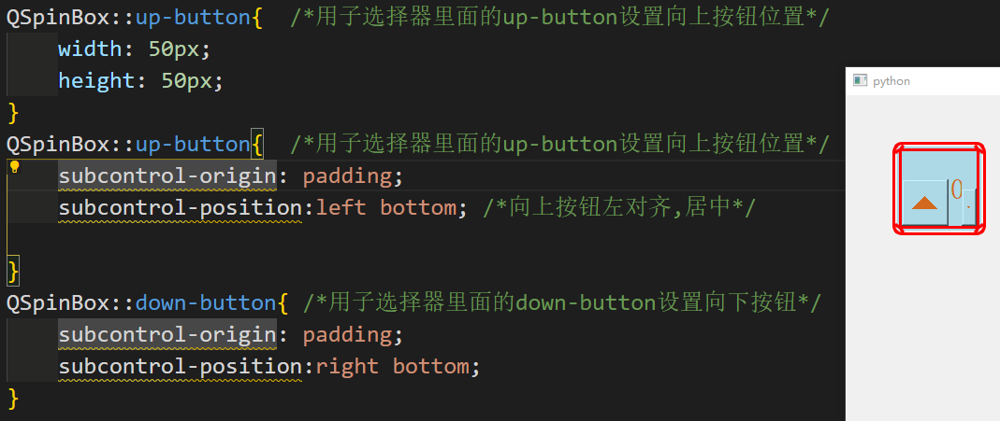 QSpinBox::up-button{  /*用子选择器里面的up-button设置向上按钮位置*/
    width: 50px;
    height: 50px;
}
QSpinBox::up-button{  /*用子选择器里面的up-button设置向上按钮位置*/
    subcontrol-origin: padding;
    subcontrol-position:left bottom; /*向上按钮左对齐,居中*/
}
QSpinBox::down-button{ /*用子选择器里面的down-button设置向下按钮*/
    subcontrol-origin: padding;
    subcontrol-position:right bottom;
}
python
0